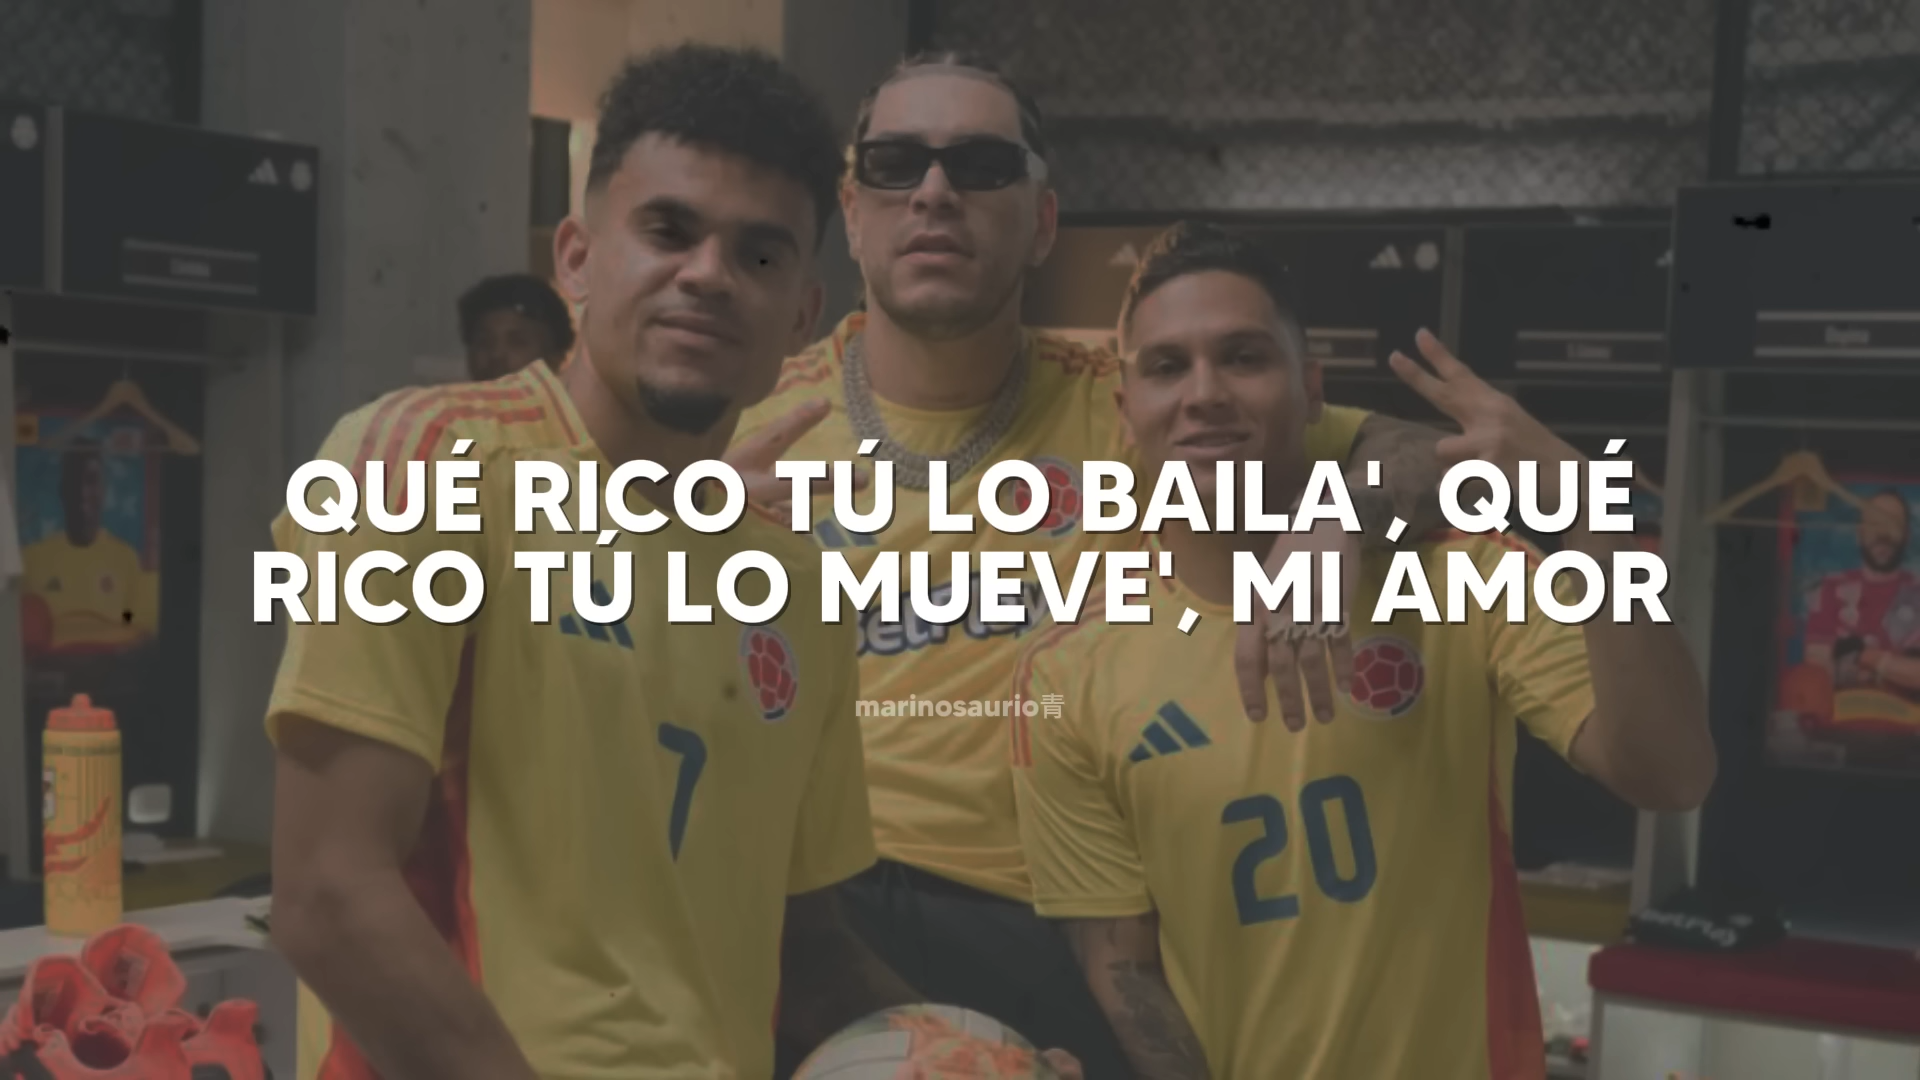 QUÉ RICO TÚ LO BAILA', QUÉ
RICO TÚ LO MUEVE', MI AMOR
marinosaurio青
7
20